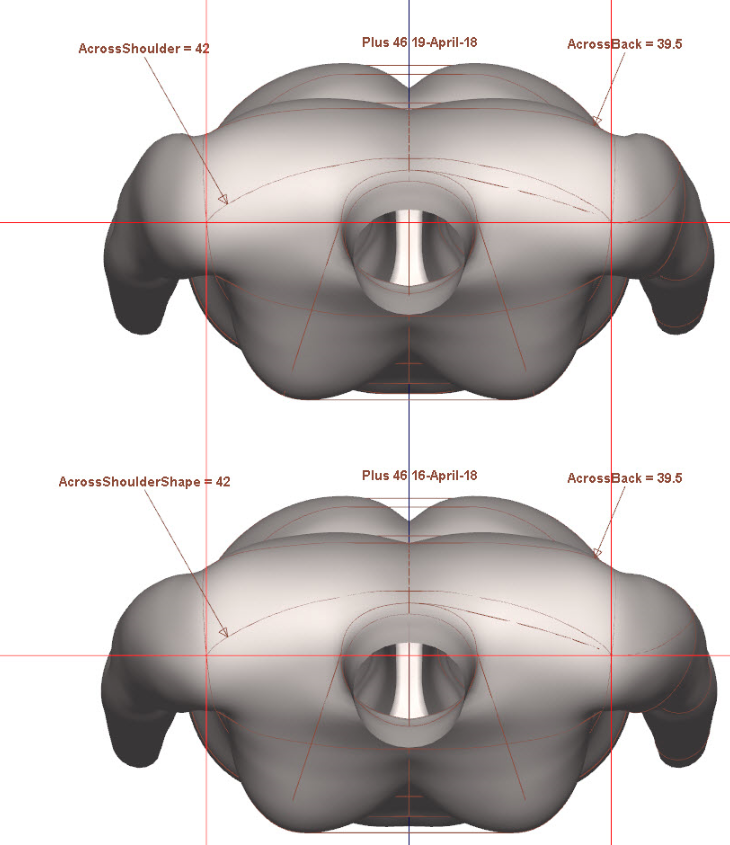 Plus 46 19-April-18
AcrossShoulder = 42
AcrossBack = 39.5
Plus 46 16-April-18
AcrossShoulderShape = 42
AcrossBack = 39.5